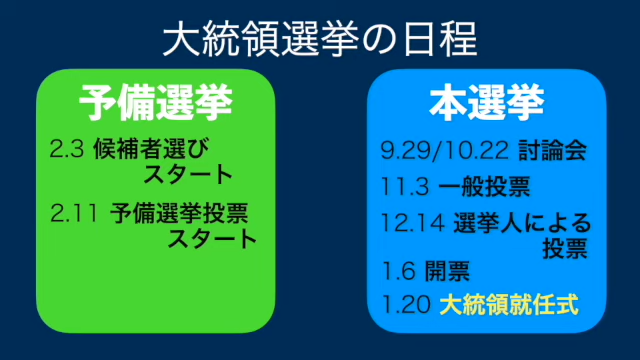 大統領選挙の日程
予備選挙
2.3 候補者選び
スタート
2.11 予備選挙投票
スタート
本選挙
9.29/10.22 討論会
11.3 一般投票
12.14 選挙人による
投票
1.6 開票
1.20 大統領就任式